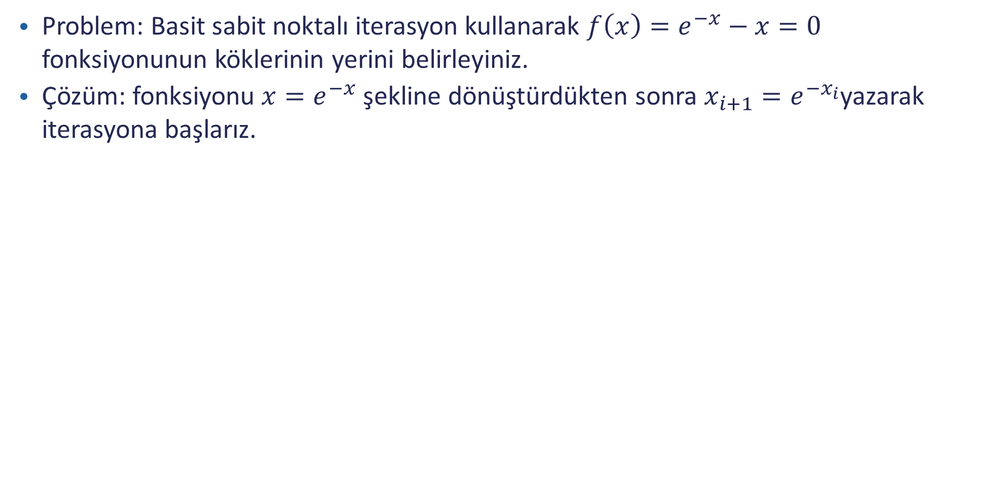 • Problem: Basit sabit noktalı iterasyon kullanarak $f(x) = e^{-x} - x = 0$
fonksiyonunun köklerinin yerini belirleyiniz.
• Çözüm: fonksiyonu $x = e^{-x}$ şekline dönüştürdükten sonra $x_{i+1} = e^{-x_i}$yazarak
iterasyona başlarız.